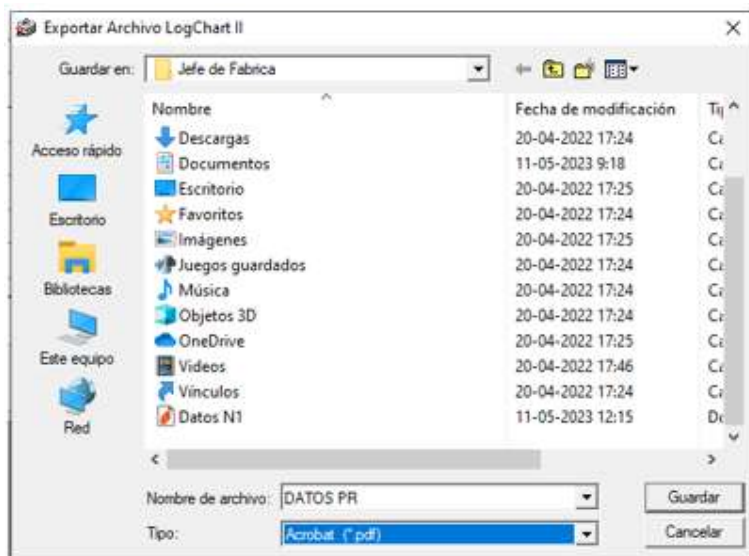 Exportar Archivo LogChart II
Guardar en: Jefe de Fabrica
Nombre Fecha de modificación
Descargas 20-04-2022 17:24
Documentos 11-05-2023 9:18
Escritorio 20-04-2022 17:25
Favoritos 20-04-2022 17:24
Imágenes 20-04-2022 17:25
Juegos guardados 20-04-2022 17:24
Música 20-04-2022 17:24
Objetos 3D 20-04-2022 17:24
OneDrive 20-04-2022 17:25
Videos 20-04-2022 17:46
Vínculos 20-04-2022 17:24
Datos N1 11-05-2023 12:15
Acceso rápido
Escritorio
Bibliotecas
Este equipo
Red
Nombre de archivo: DATOS PR Guardar
Tipo: Acrobat (*.pdf) Cancelar